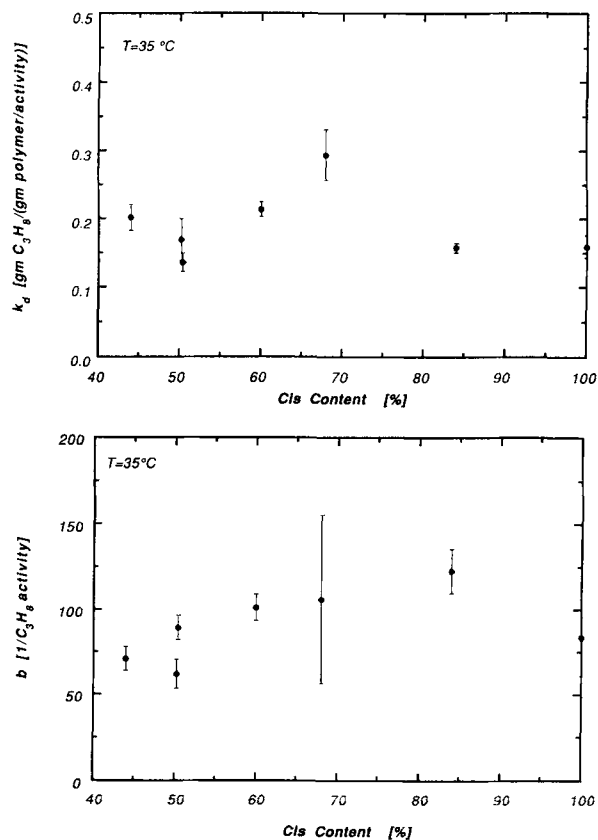 0.5
T=35 °C
0.4
0.3
0.2
0.1
0.0
k_d [gm C₃H₈/(gm polymer/activity)]
40 50 60 70 80 90 100
Cis Content [%]
200
T=35°C
150
100
50
0
b [1/C₃H₈ activity]
40 50 60 70 80 90 100
Cis Content [%]